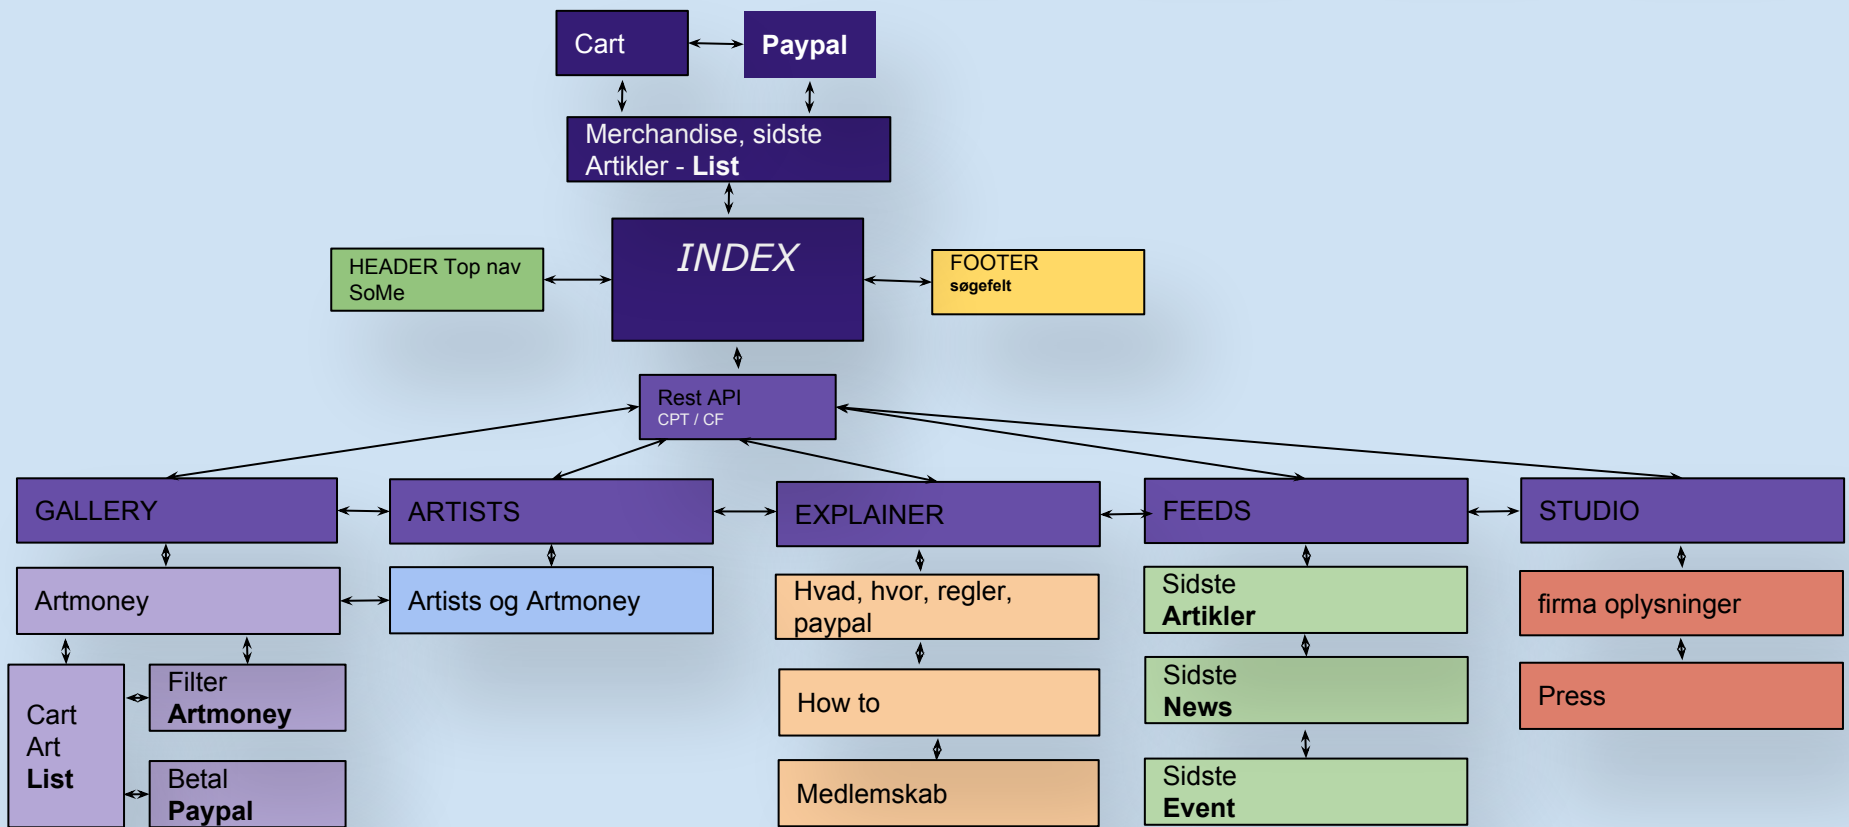 Cart
Paypal
Merchandise, sidste
Artikler - List
INDEX
HEADER Top nav
SoMe
FOOTER
søgefelt
Rest API
CPT / CF
GALLERY
ARTISTS
EXPLAINER
FEEDS
STUDIO
Artmoney
Artists og Artmoney
Hvad, hvor, regler,
paypal
Sidste
Artikler
firma oplysninger
Cart
Art
List
Filter
Artmoney
How to
Sidste
News
Press
Betal
Paypal
Medlemskab
Sidste
Event